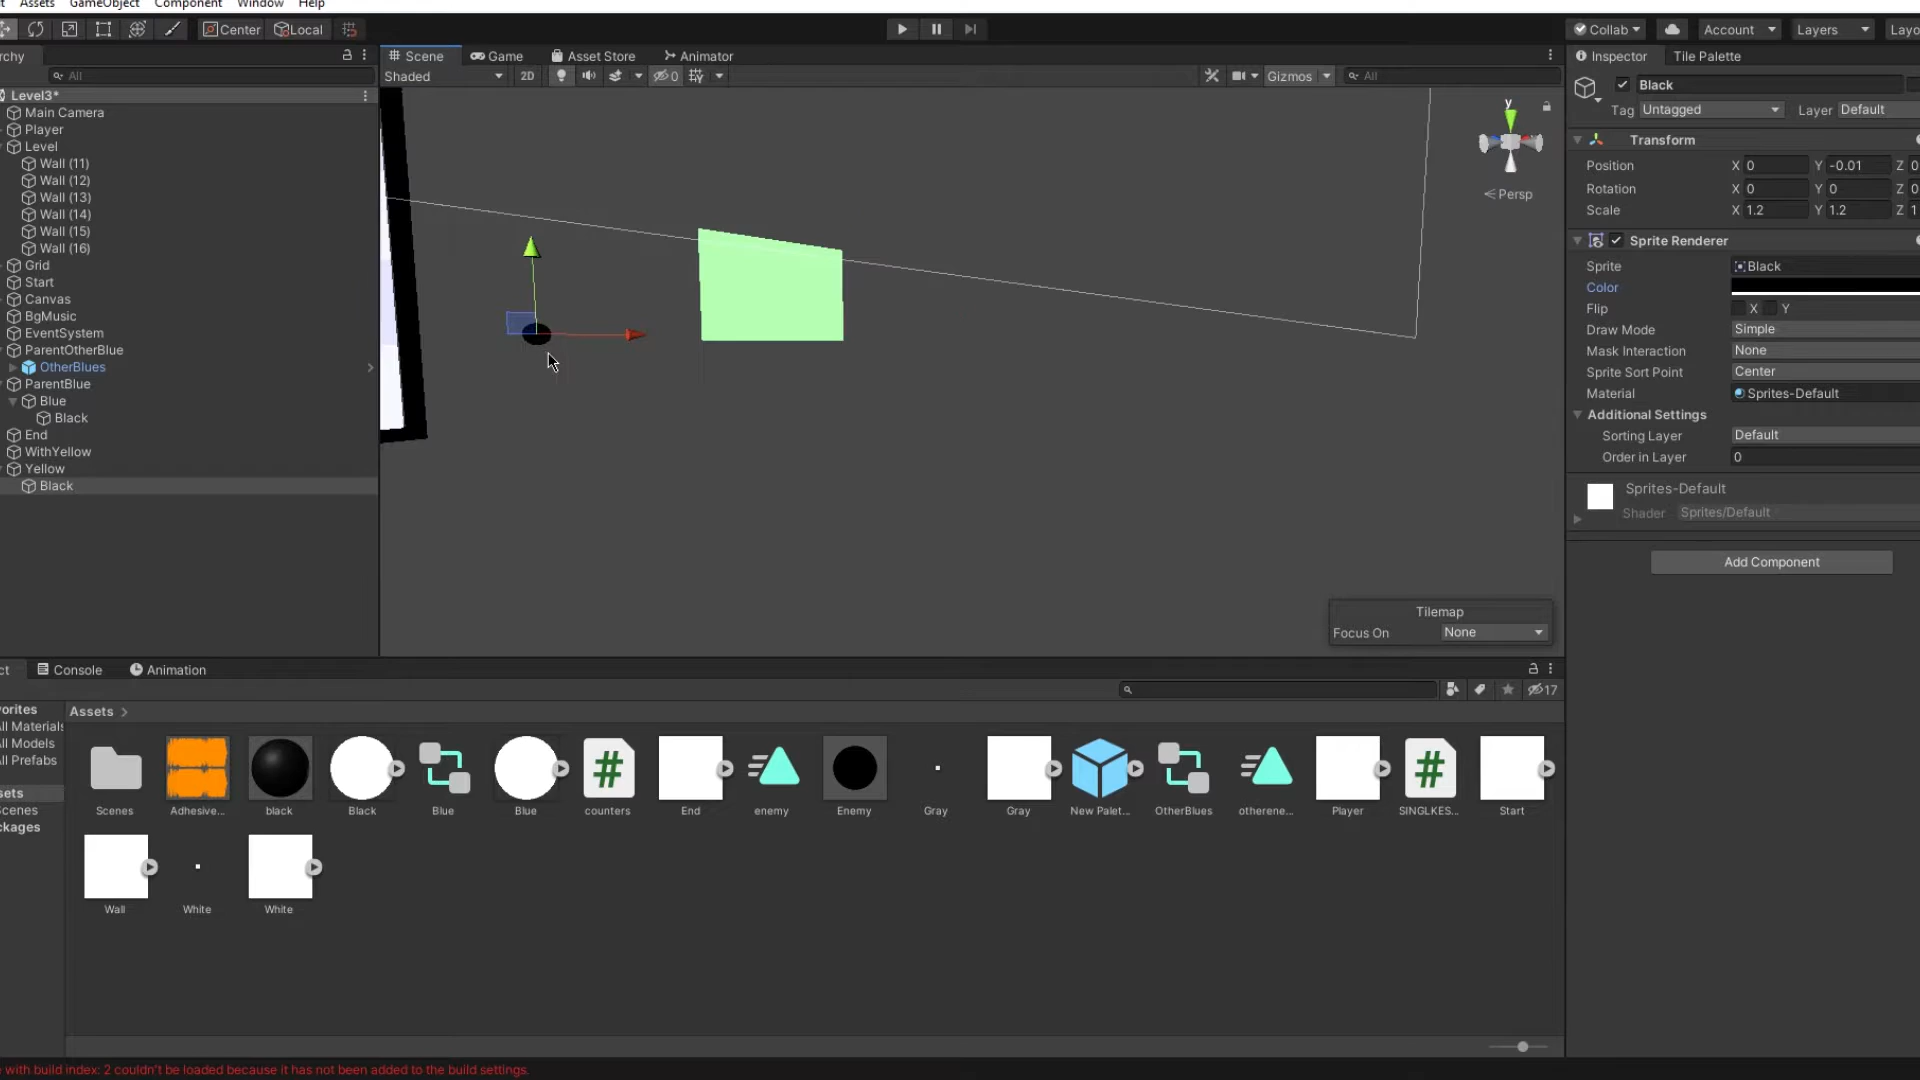 Assets GameObject Component Window Help
Center Local Collab Account Layers Layo
rchy Scene Game Asset Store Animator Inspector Tile Palette
All Shaded 2D 0 Gizmos All
Level3*
Main Camera
Player
Level
Wall (11)
Wall (12)
Wall (13)
Wall (14)
Wall (15)
Wall (16)
Grid
Start
Canvas
BgMusic
EventSystem
ParentOtherBlue
OtherBlues
ParentBlue
Blue
Black
End
WithYellow
Yellow
Black
y
< Persp
Tilemap
Focus On None
Black
Tag Untagged Layer Default
Transform
Position X 0 Y -0.01 Z 0
Rotation X 0 Y 0 Z 0
Scale X 1.2 Y 1.2 Z 1
Sprite Renderer
Sprite Black
Color
Flip X Y
Draw Mode Simple
Mask Interaction None
Sprite Sort Point Center
Material Sprites-Default
Additional Settings
Sorting Layer Default
Order in Layer 0
Sprites-Default
Shader Sprites/Default
Add Component
ct Console Animation
17
vorites
ll Materials
ll Models
ll Prefabs
sets
cenes
ckages
Assets
Scenes Adhesive... black Black Blue Blue counters End enemy Enemy Gray Gray New Palet... OtherBlues otherene... Player SINGLKES... Start
Wall White White
with build index: 2 couldn't be loaded because it has not been added to the build settings.